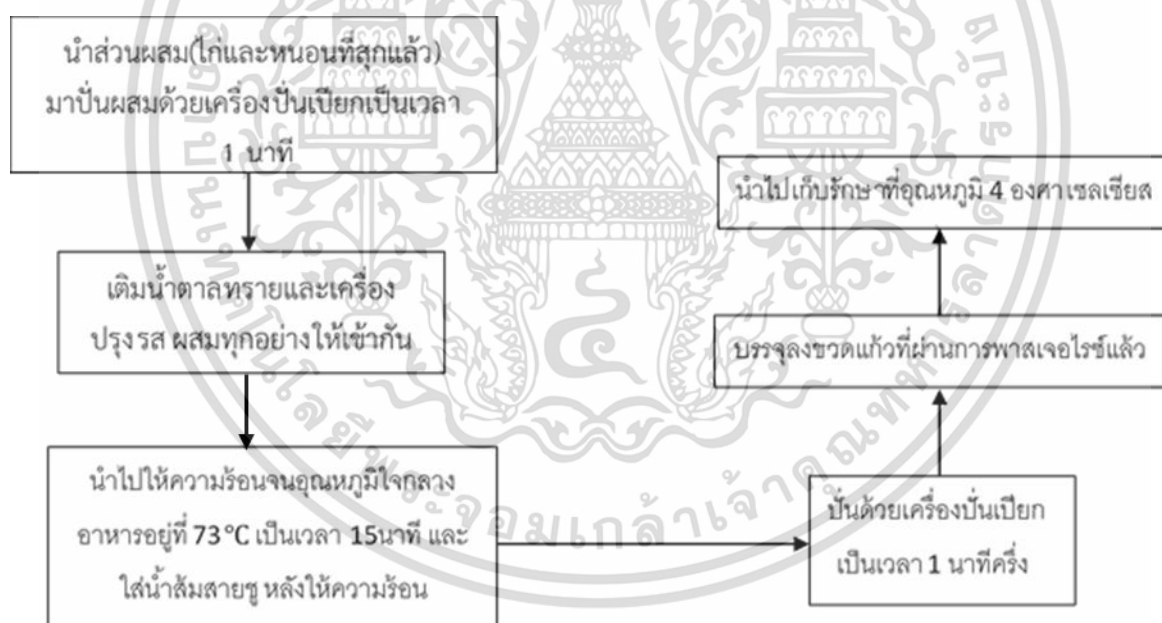 นำส่วนผสม(ไก่และหนอนที่สุกแล้ว)
มาปั่นผสมด้วยเครื่องปั่นเปียกเป็นเวลา
1 นาที
เติมน้ำตาลทรายและเครื่อง
ปรุงรส ผสมทุกอย่างให้เข้ากัน
นำไปให้ความร้อนจนอุณหภูมิใจกลาง
อาหารอยู่ที่ 73°C เป็นเวลา 15นาที และ
ใส่น้ำส้มสายชู หลังให้ความร้อน
ปั่นด้วยเครื่องปั่นเปียก
เป็นเวลา 1 นาทีครึ่ง
บรรจุลงขวดแก้วที่ผ่านการพาสเจอไรซ์แล้ว
นำไปเก็บรักษาที่อุณหภูมิ 4 องศาเซลเซียส